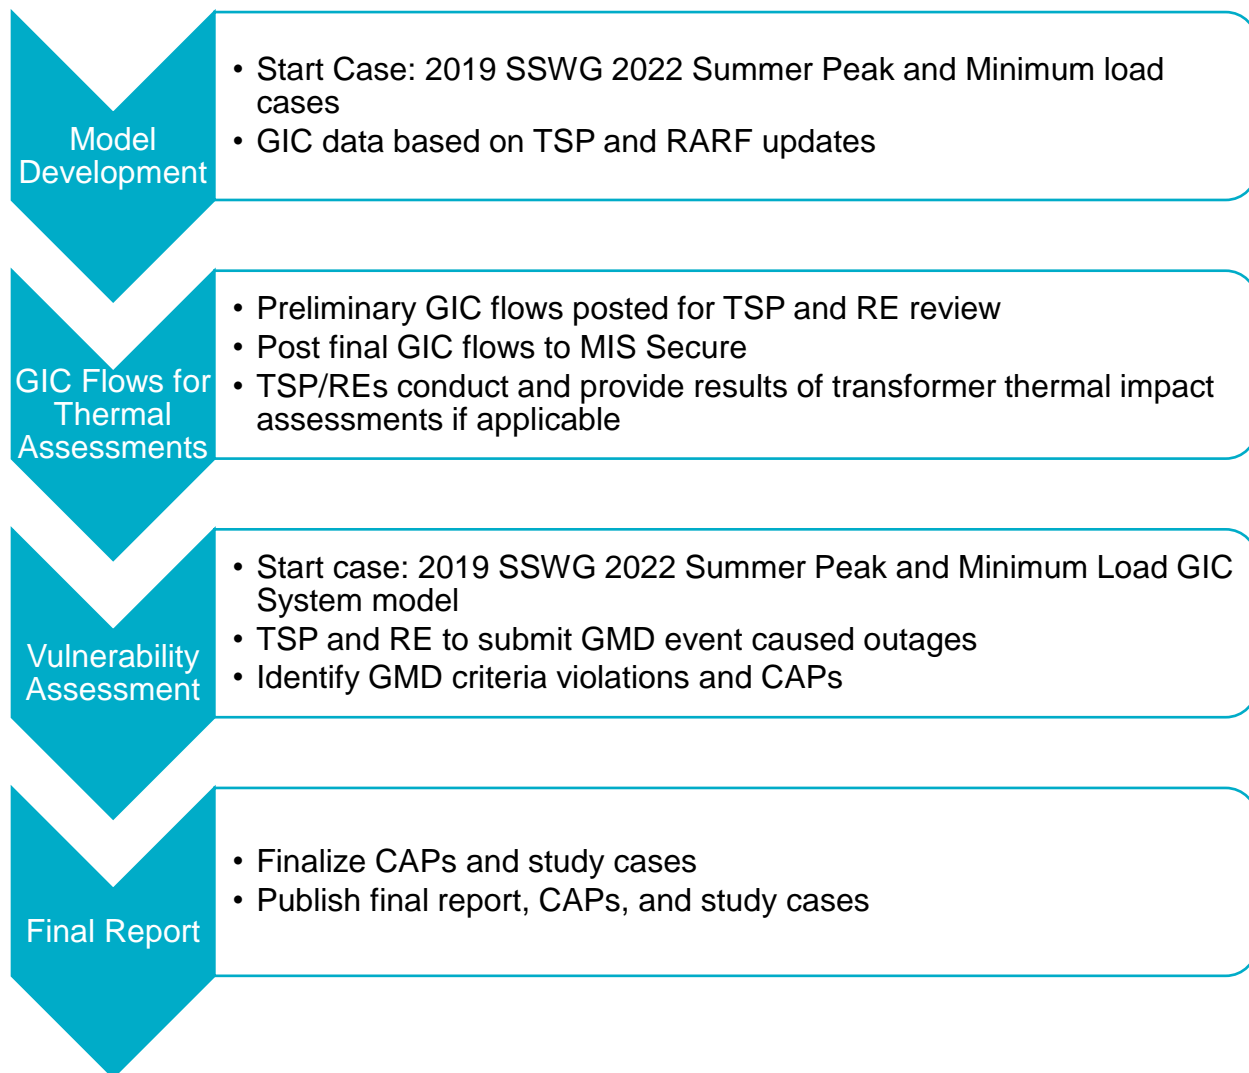 Model
Development
• Start Case: 2019 SSWG 2022 Summer Peak and Minimum load
cases
• GIC data based on TSP and RARF updates
GIC Flows for
Thermal
Assessments
• Preliminary GIC flows posted for TSP and RE review
• Post final GIC flows to MIS Secure
• TSP/REs conduct and provide results of transformer thermal impact
assessments if applicable
Vulnerability
Assessment
• Start case: 2019 SSWG 2022 Summer Peak and Minimum Load GIC
System model
• TSP and RE to submit GMD event caused outages
• Identify GMD criteria violations and CAPs
Final Report
• Finalize CAPs and study cases
• Publish final report, CAPs, and study cases